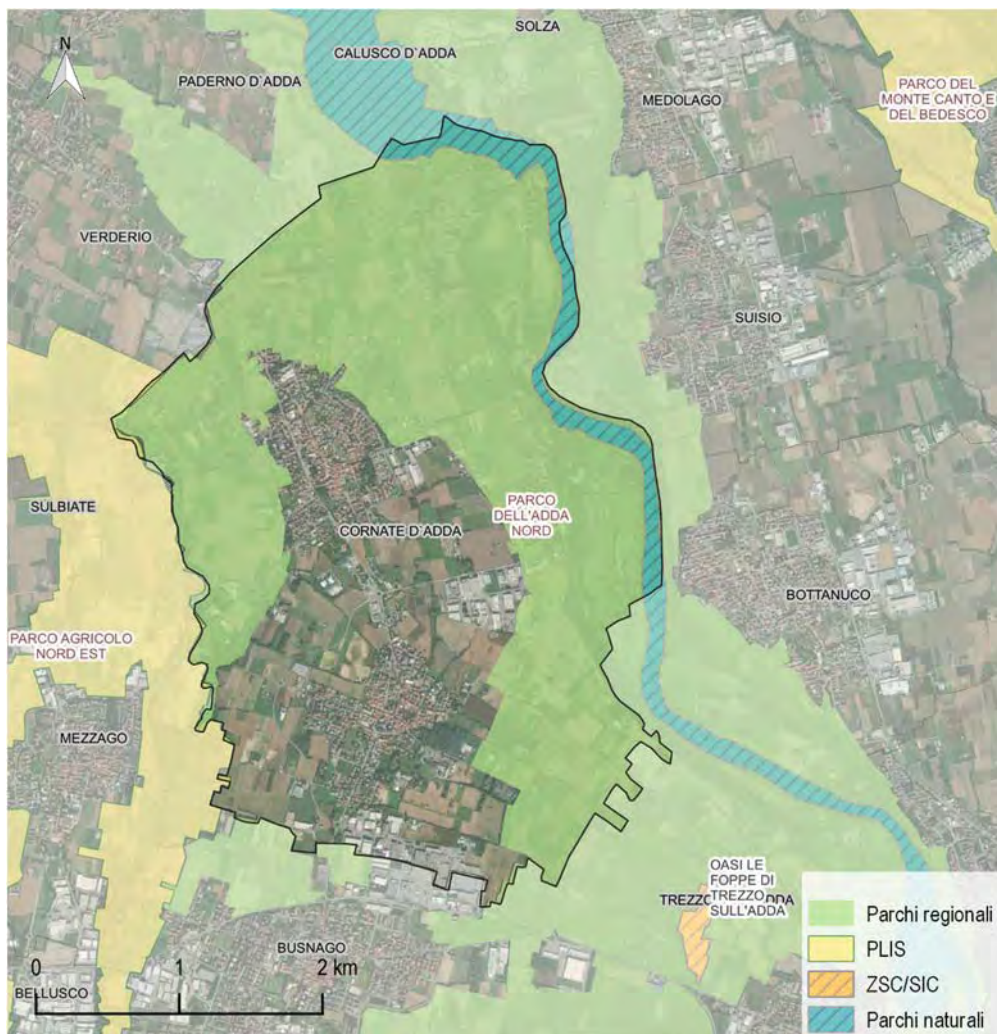 SOLZA
CALUSCO D`ADDA
N
PADERNO D`ADDA
MEDOLAGO
PARCO DEL
MONTE CANTO E
DEL BEDESCO
VERDERIO
SUISIO
SULBIATE
PARCO
DELL'ADDA
NORD
CORNATE D`ADDA
BOTTANUCO
PARCO AGRICOLO
NORD EST
MEZZAGO
OASI LE
FOPPE DI
TREZZO
SULL'ADDA
TREZZO DDA
BUSNAGO
BELLUSCO
0 1 2 km
Parchi regionali
PLIS
ZSC/SIC
Parchi naturali